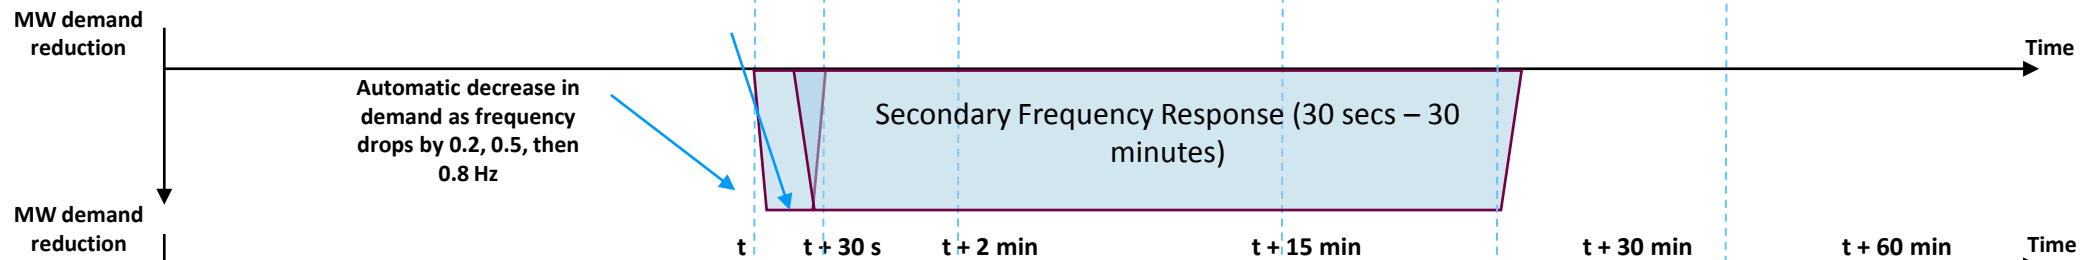 MW demand
reduction
Time
Automatic decrease in
demand as frequency
drops by 0.2, 0.5, then
0.8 Hz
Secondary Frequency Response (30 secs – 30
minutes)
MW demand
reduction
t
t + 30 s
t + 2 min
t + 15 min
t + 30 min
t + 60 min
Time